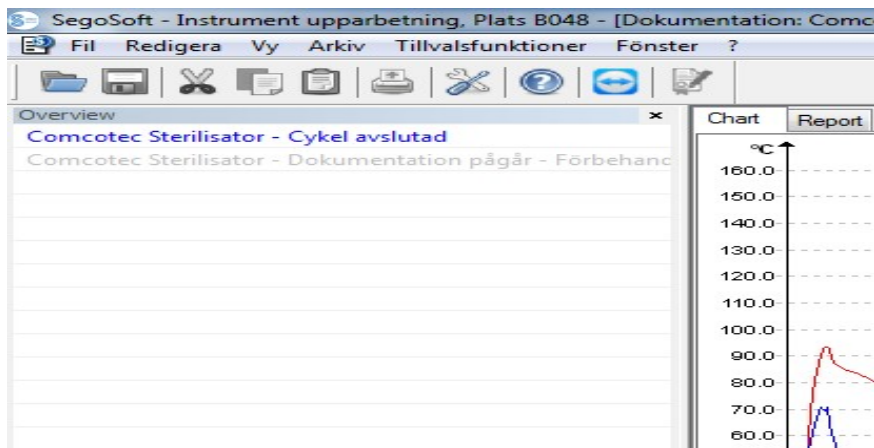 SegoSoft - Instrument upparbetning, Plats B048 - [Dokumentation: Comc
Fil Redigera Vy Arkiv Tillvalsfunktioner Fönster ?
Overview
Comcotec Sterilisator - Cykel avslutad
Comcotec Sterilisator - Dokumentation pågår - Förbehand
Chart Report
°C
160.0
150.0
140.0
130.0
120.0
110.0
100.0
90.0
80.0
70.0
60.0